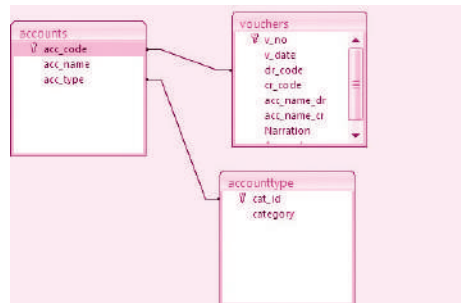 accounts
acc_code
acc_name
acc_type
vouchers
v_no
v_date
dr_code
cr_code
acc_name_dr
acc_name_cr
Narration
accounttype
cat_id
category